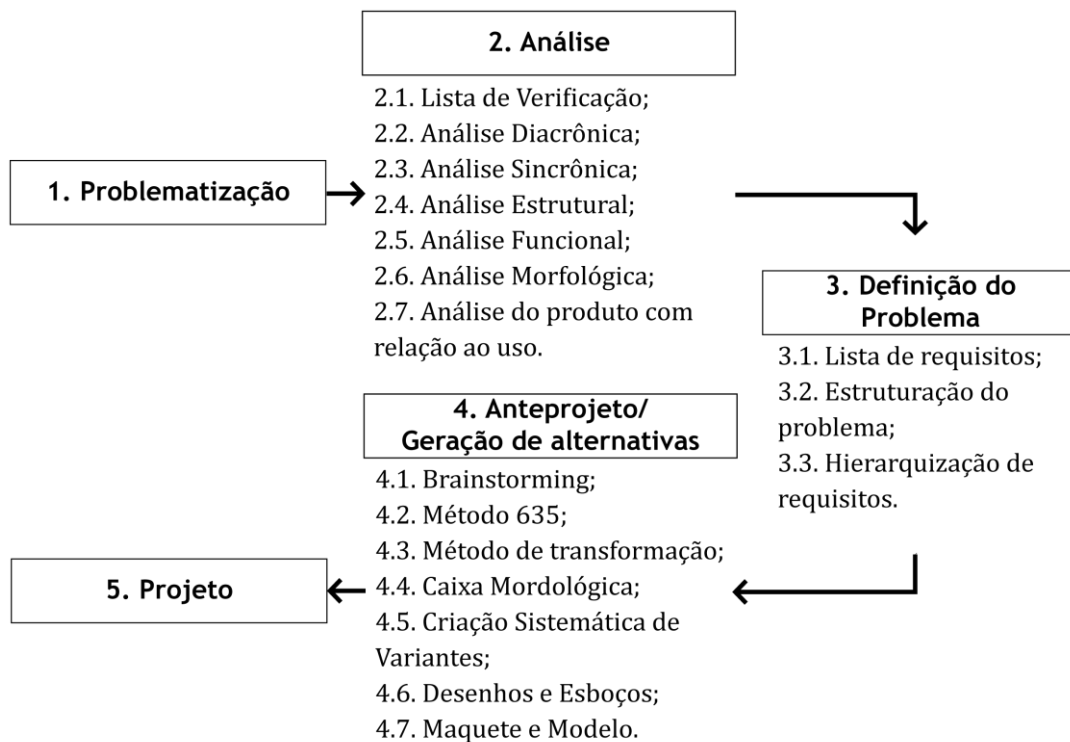 1. Problematização
2. Análise
2.1. Lista de Verificação;
2.2. Análise Diacrônica;
2.3. Análise Sincrônica;
2.4. Análise Estrutural;
2.5. Análise Funcional;
2.6. Análise Morfológica;
2.7. Análise do produto com
relação ao uso.
3. Definição do
Problema
3.1. Lista de requisitos;
3.2. Estruturação do
problema;
3.3. Hierarquização de
requisitos.
4. Anteprojeto/
Geração de alternativas
4.1. Brainstorming;
4.2. Método 635;
4.3. Método de transformação;
4.4. Caixa Mordológica;
4.5. Criação Sistemática de
Variantes;
4.6. Desenhos e Esboços;
4.7. Maquete e Modelo.
5. Projeto